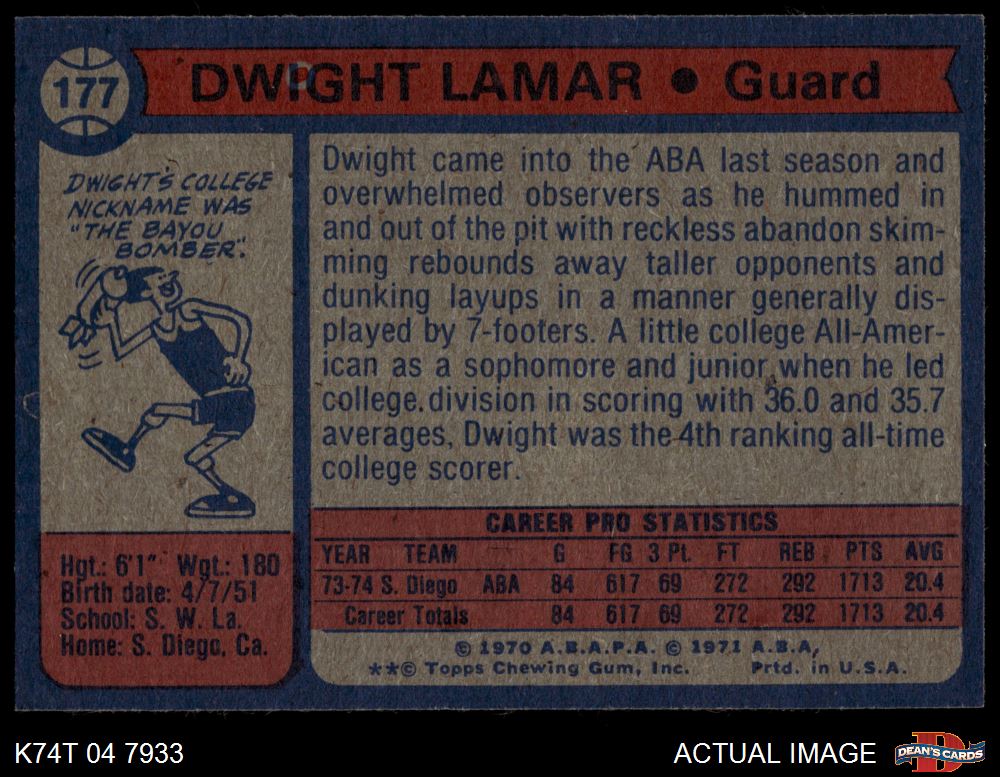 177
DWIGHT LAMAR ● Guard
DWIGHT'S COLLEGE
NICKNAME WAS
"THE BAYOU
BOMBER".
Dwight came into the ABA last season and
overwhelmed observers as he hummed in
and out of the pit with reckless abandon skim-
ming rebounds away taller opponents and
dunking layups in a manner generally dis-
played by 7-footers. A little college All-Amer-
ican as a sophomore and junior when he led
college division in scoring with 36.0 and 35.7
averages, Dwight was the 4th ranking all-time
college scorer.
Hgt.: 6'1" Wgt.: 180
Birth date: 4/7/51
School: S. W. La.
Home: S. Diego, Ca.
CAREER PRO STATISTICS
YEAR TEAM G FG 3 Pt. FT REB PTS AVG
73-74 S. Diego ABA 84 617 69 272 292 1713 20.4
Career Totals 84 617 69 272 292 1713 20.4
© 1970 A.B.A.P.A. © 1971 A.B.A,
**© Topps Chewing Gum, Inc. Prtd. in U.S.A.
K74T 04 7933
ACTUAL IMAGE
D
DEAN'S CARDS